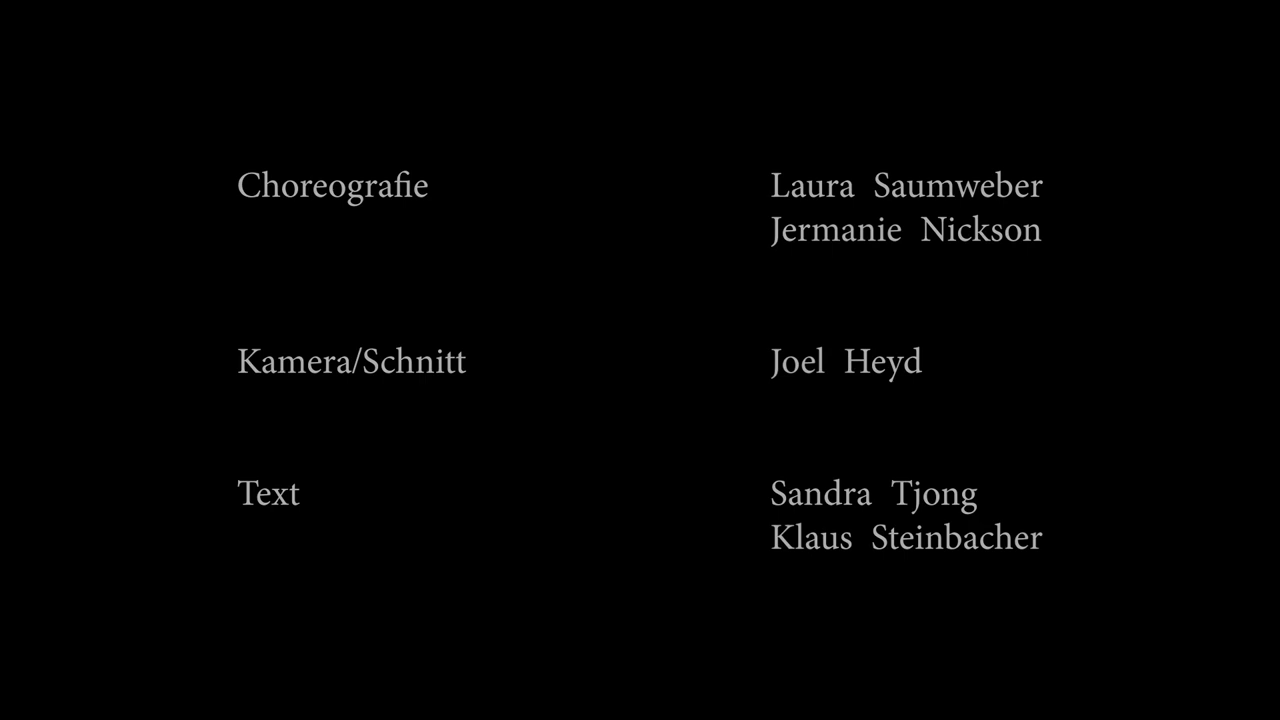 Choreografie Laura Saumweber
Jermanie Nickson
Kamera/Schnitt Joel Heyd
Text Sandra Tjong
Klaus Steinbacher